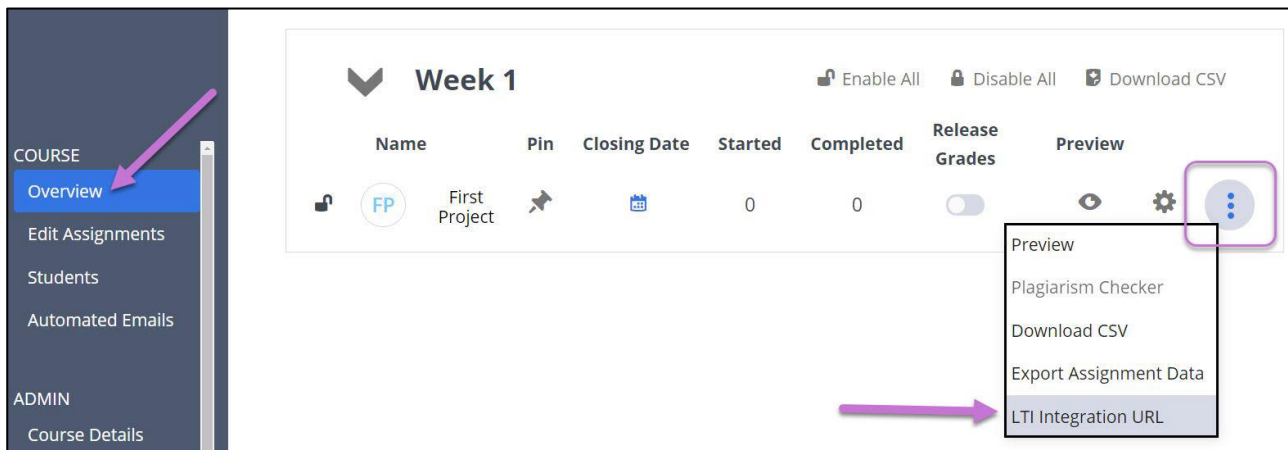 COURSE
Overview
Edit Assignments
Students
Automated Emails
ADMIN
Course Details
Week 1
Enable All
Disable All
Download CSV
Name
Pin
Closing Date
Started
Completed
Release
Grades
Preview
FP
First
Project
0
0
Preview
Plagiarism Checker
Download CSV
Export Assignment Data
LTI Integration URL